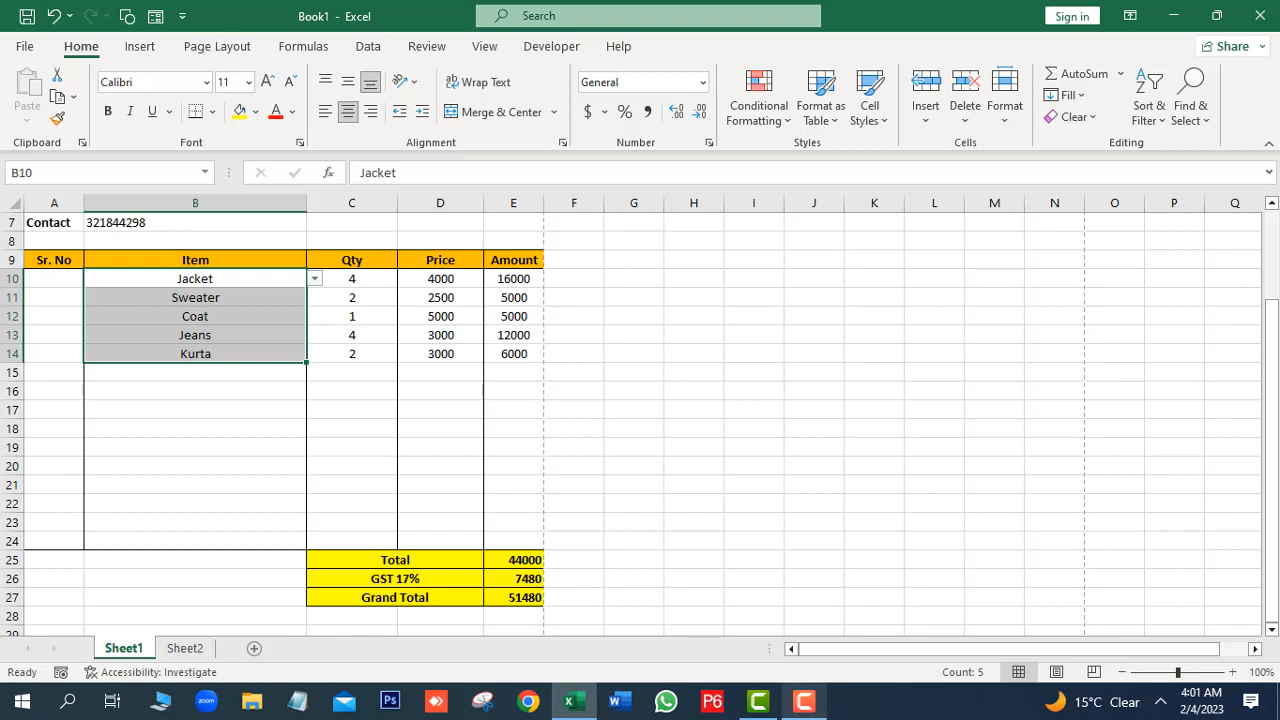 Book1 - Excel
Search
Sign in
File Home Insert Page Layout Formulas Data Review View Developer Help Share
Paste
Calibri 11
Wrap Text
General
Conditional Formatting
Format as Table
Cell Styles
Insert
Delete
Format
AutoSum
Fill
Clear
Sort & Filter
Find & Select
B I U
Merge & Center
$ % ,
Clipboard Font Alignment Number Styles Cells Editing
B10 fx Jacket
A B C D E F G H I J K L M N O P Q
7 Contact 321844298
8
9 Sr. No Item Qty Price Amount
10 Jacket 4 4000 16000
11 Sweater 2 2500 5000
12 Coat 1 5000 5000
13 Jeans 4 3000 12000
14 Kurta 2 3000 6000
15
16
17
18
19
20
21
22
23
24
25 Total 44000
26 GST 17% 7480
27 Grand Total 51480
28
29
Sheet1 Sheet2
Ready Accessibility: Investigate Count: 5 100%
zoom Ps W P6 C C 15°C Clear 4:01 AM
2/4/2023